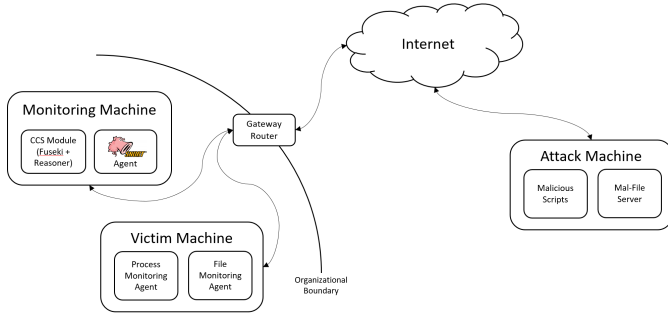 Internet
Monitoring Machine
CCS Module
(Fuseki +
Reasoner)
Agent
Gateway
Router
Attack Machine
Malicious
Scripts
Mal-File
Server
Victim Machine
Process
Monitoring
Agent
File
Monitoring
Agent
Organizational
Boundary